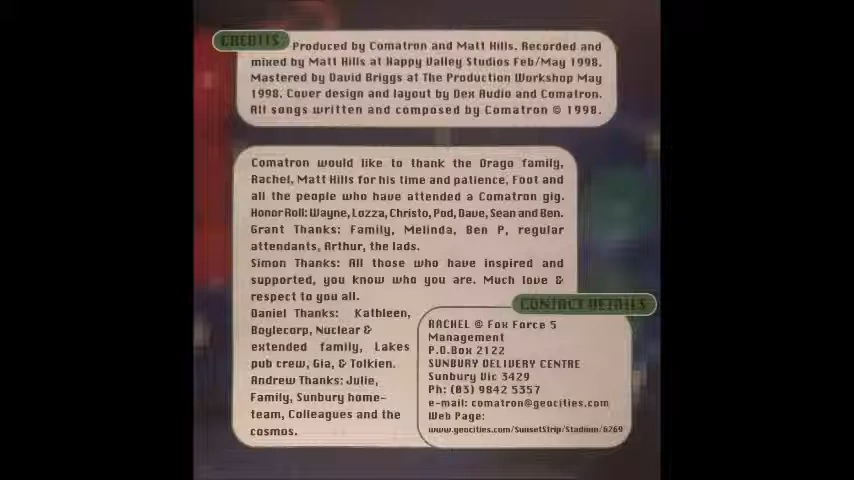 CREDITS
Produced by Comatron and Matt Hills. Recorded and
mixed by Matt Hills at Happy Valley Studios Feb/May 1998.
Mastered by David Briggs at The Production Workshop May
1998. Cover design and layout by Dex Audio and Comatron.
All songs written and composed by Comatron © 1998.
Comatron would like to thank the Drago family,
Rachel, Matt Hills for his time and patience, Foot and
all the people who have attended a Comatron gig.
Honor Roll: Wayne, Lozza, Christo, Pod, Dave, Sean and Ben.
Grant Thanks: Family, Melinda, Ben P, regular
attendants, Arthur, the lads.
Simon Thanks: All those who have inspired and
supported, you know who you are. Much love &
respect to you all.
Daniel Thanks: Kathleen,
Boylecorp, Nuclear &
extended family, Lakes
pub crew, Gia, & Tolkien.
Andrew Thanks: Julie,
Family, Sunbury home-
team, Colleagues and the
cosmos.
CONTACT DETAILS
RACHEL @ Fox Force 5
Management
P.O.Box 2122
SUNBURY DELIVERY CENTRE
Sunbury Vic 3429
Ph: (03) 9842 5357
e-mail: comatron@geocities.com
Web Page:
www.geocities.com/SunsetStrip/Stadium/6269